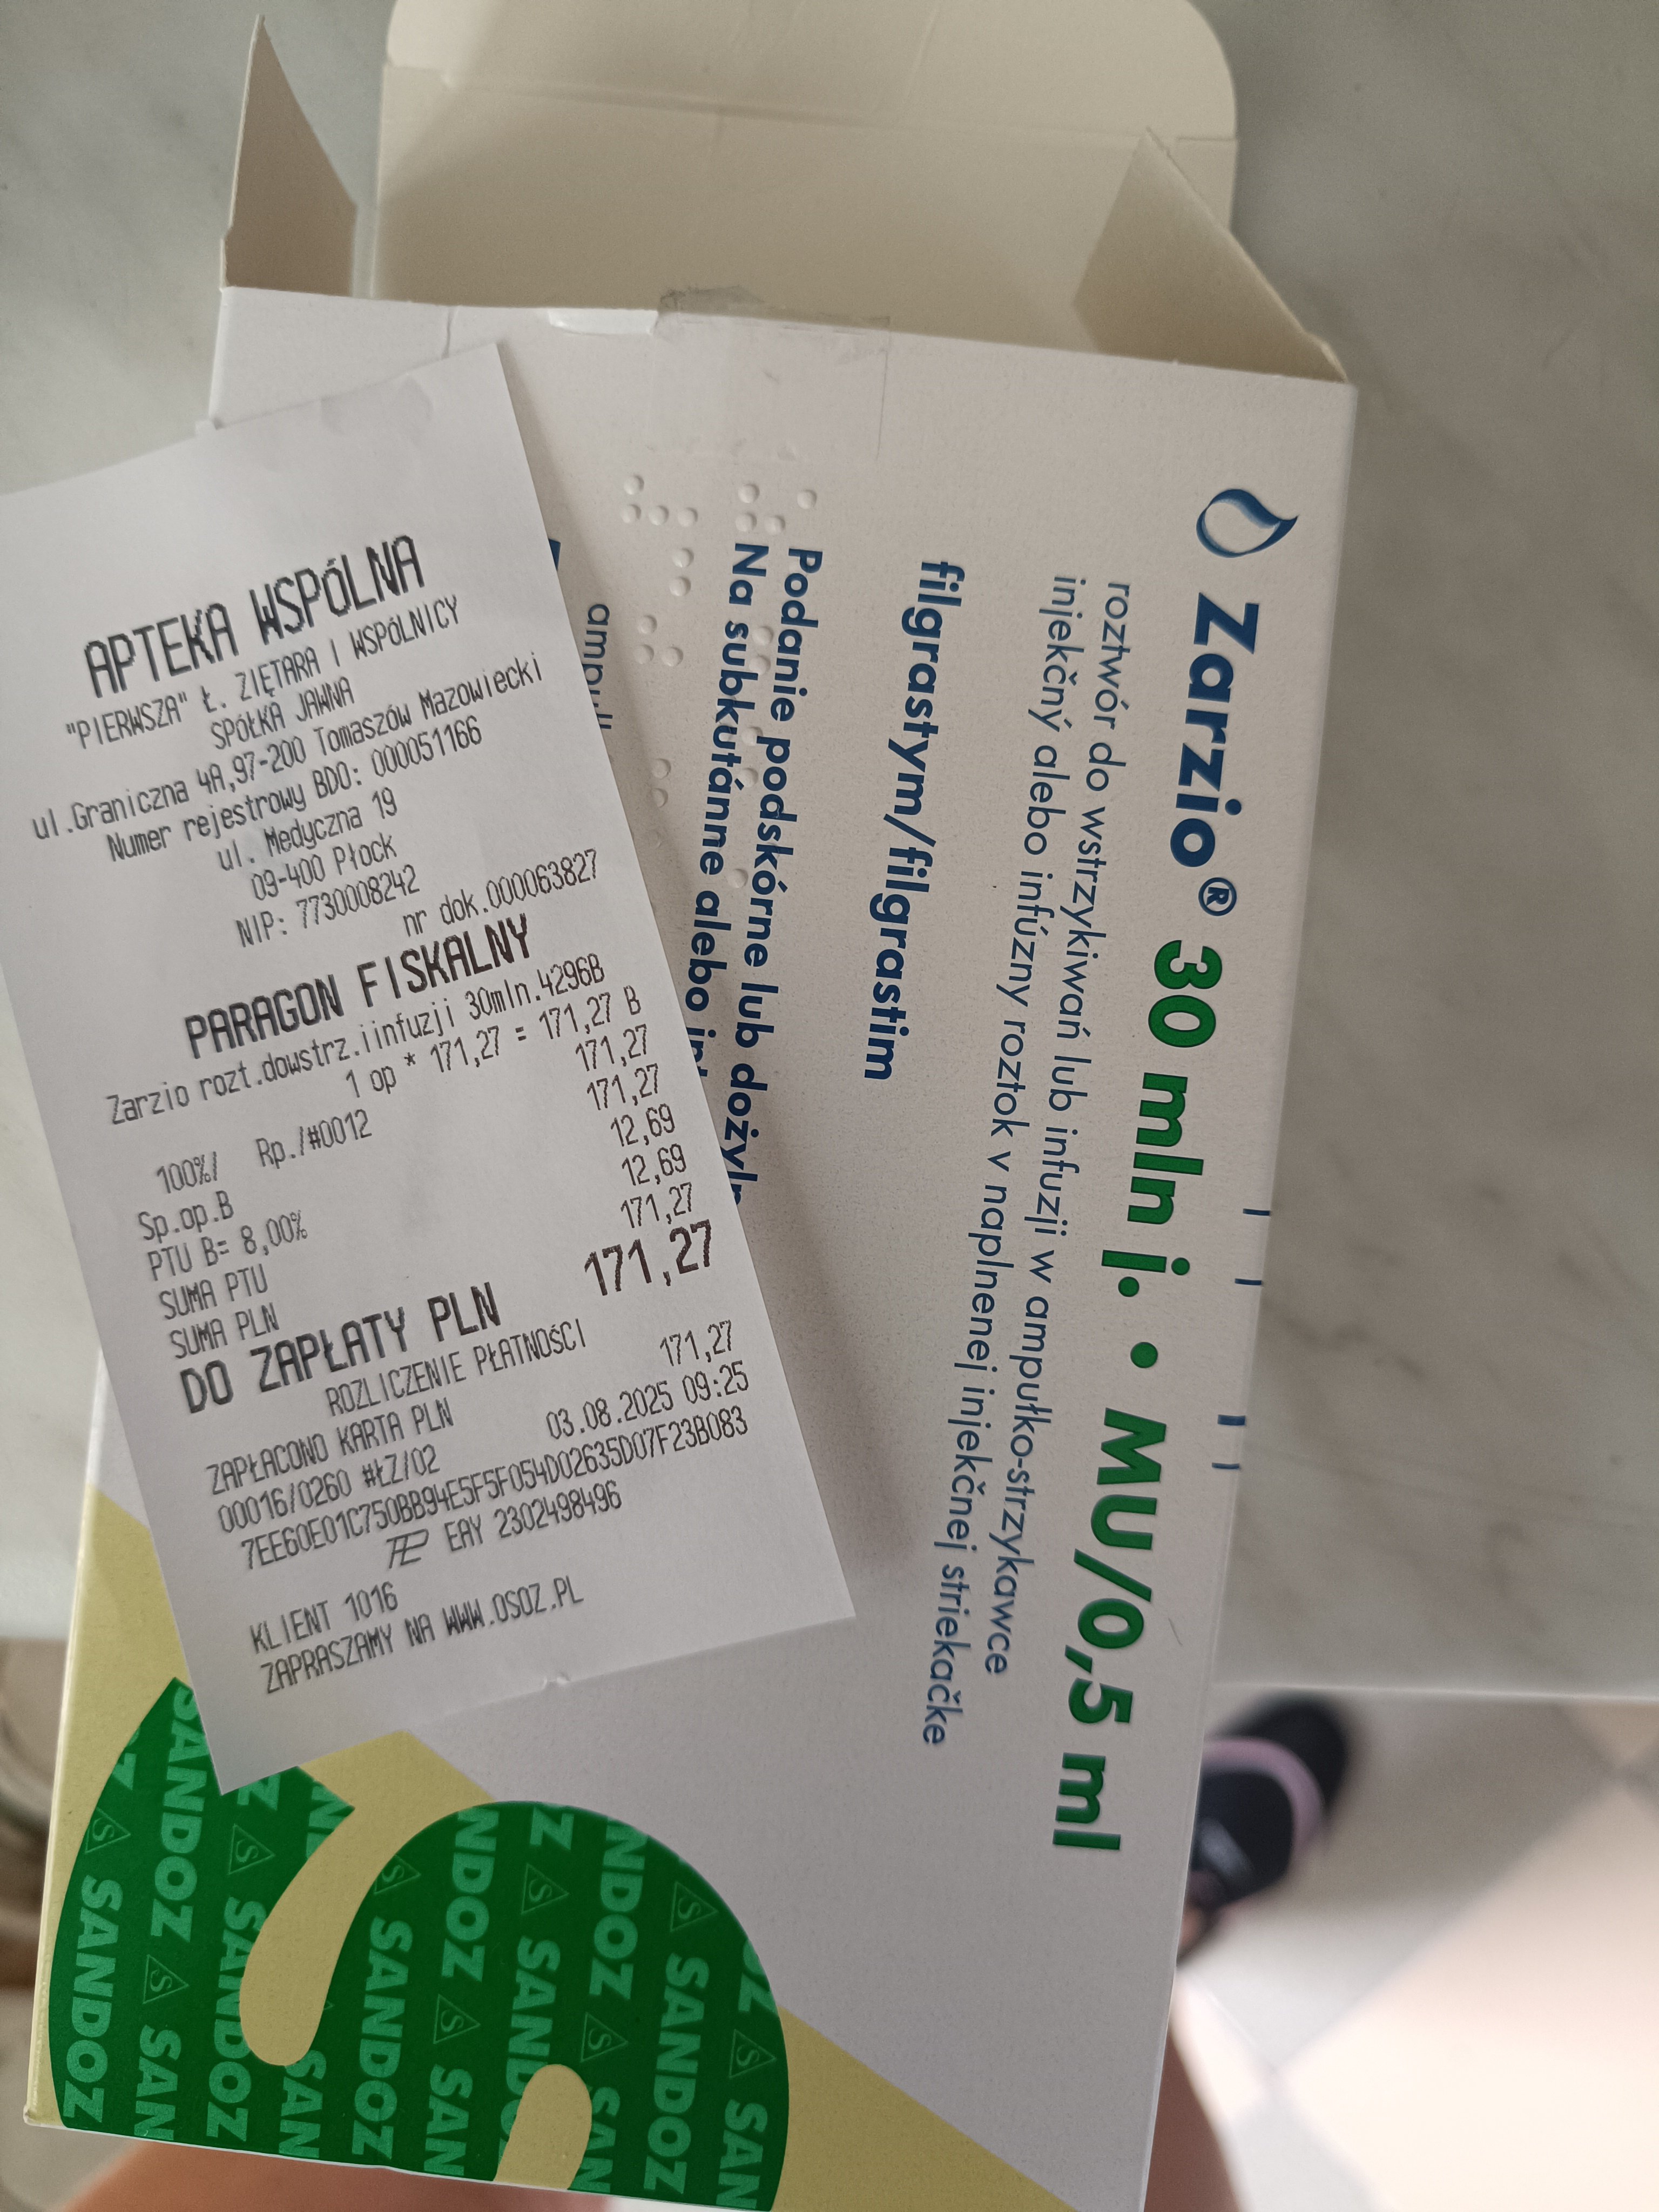 APTEKA WSPÓLNA
"PIERWSZA" Ł. ZIĘTARA I WSPÓLNICY
SPÓŁKA JAWNA
ul.Graniczna 4A,97-200 Tomaszów Mazowiecki
Numer rejestrowy BDO: 000051166
ul. Medyczna 19
09-400 Płock
NIP: 7730008242
nr dok.000063827
PARAGON FISKALNY
Zarzio rozt.dowstrz.iinfuzji 30mln.4296B
1 op * 171,27 = 171,27 B
171,27
100%/ Rp./#0012
Sp.op.B 171,27
PTU B= 8,00% 12,69
SUMA PTU 12,69
SUMA PLN 171,27
DO ZAPŁATY PLN 171,27
ROZLICZENIE PŁATNOŚCI
ZAPŁACONO KARTA PLN 171,27
00016/0260 #ŁZ/02 03.08.2025 09:25
7EE60E01C750BB94E5F5F054D02635D07F23B083
EAY 2302498496
KLIENT 1016
ZAPRASZAMY NA WWW.OSOZ.PL
Zarzio® 30 mln j. • MU/0,5 ml
roztwór do wstrzykiwań lub infuzji w ampułko-strzykawce
injekčný alebo infúzny roztok v naplnenej injekčnej striekačke
filgrastym/filgrastim
Podanie podskórne lub dożyln
Na subkutánne alebo int
SANDOZ SANDOZ SANDOZ SANDOZ